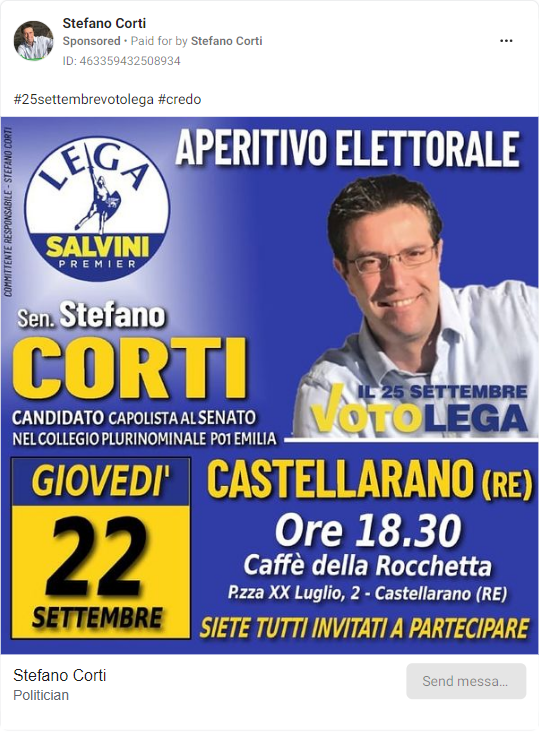 Stefano Corti
Sponsored • Paid for by Stefano Corti
ID: 463359432508934
#25settembrevotolega #credo
COMMITTENTE RESPONSABILE - STEFANO CORTI
LEGA
SALVINI
PREMIER
APERITIVO ELETTORALE
Sen. Stefano
CORTI
CANDIDATO CAPOLISTA AL SENATO
NEL COLLEGIO PLURINOMINALE P01 EMILIA
IL 25 SETTEMBRE
VOTOLEGA
GIOVEDI'
22
SETTEMBRE
CASTELLARANO (RE)
Ore 18.30
Caffè della Rocchetta
P.zza XX Luglio, 2 - Castellarano (RE)
SIETE TUTTI INVITATI A PARTECIPARE
Stefano Corti
Politician
Send messa...